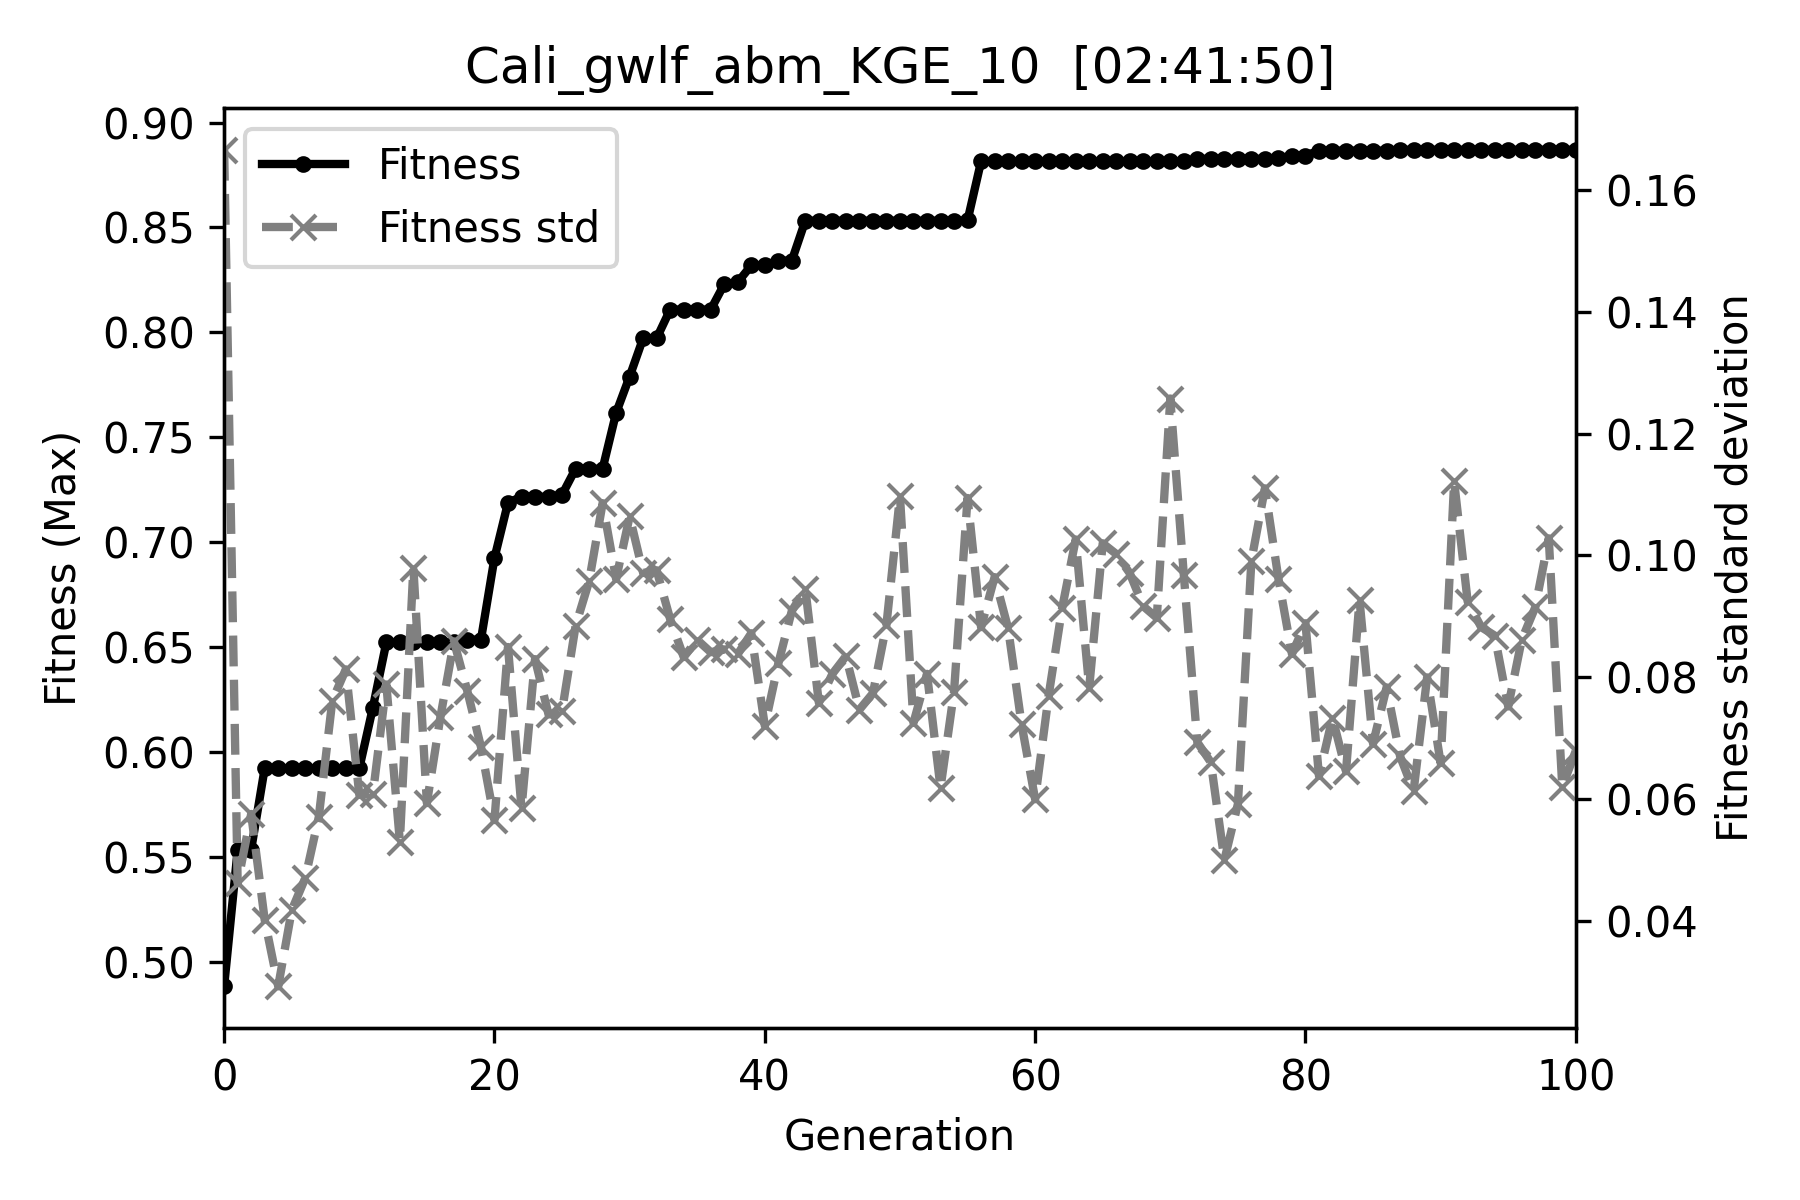 Cali_gwlf_abm_KGE_10 [02:41:50]
Fitness
Fitness std
Fitness (Max)
0.90
0.85
0.80
0.75
0.70
0.65
0.60
0.55
0.50
0.16
0.14
0.12
0.10
0.08
0.06
0.04
Fitness standard deviation
0 20 40 60 80 100
Generation